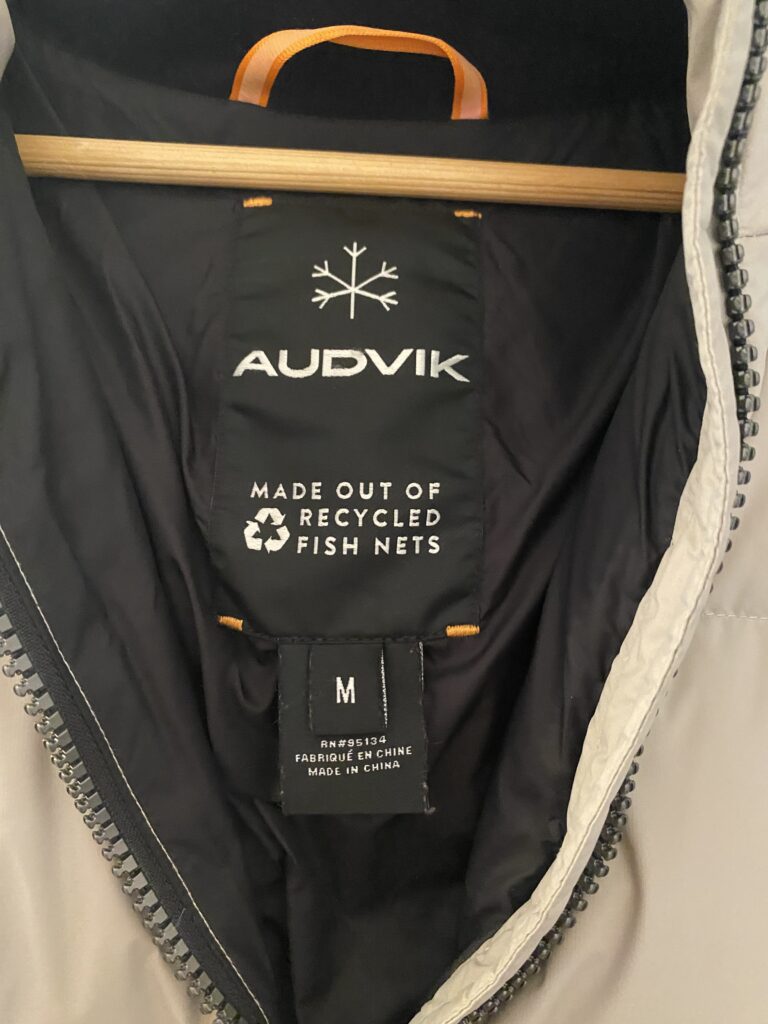 AUDVIK
MADE OUT OF
RECYCLED
FISH NETS
M
RN#95134
FABRIQUÉ EN CHINE
MADE IN CHINA